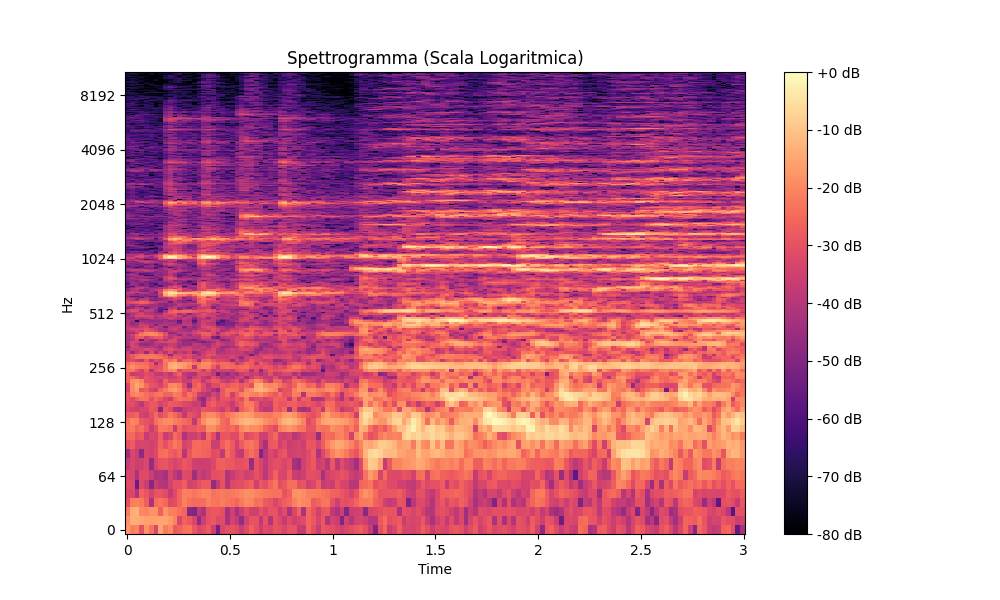 Spettrogramma (Scala Logaritmica)
Hz
8192
4096
2048
1024
512
256
128
64
0
0 0.5 1 1.5 2 2.5 3
Time
+0 dB
-10 dB
-20 dB
-30 dB
-40 dB
-50 dB
-60 dB
-70 dB
-80 dB